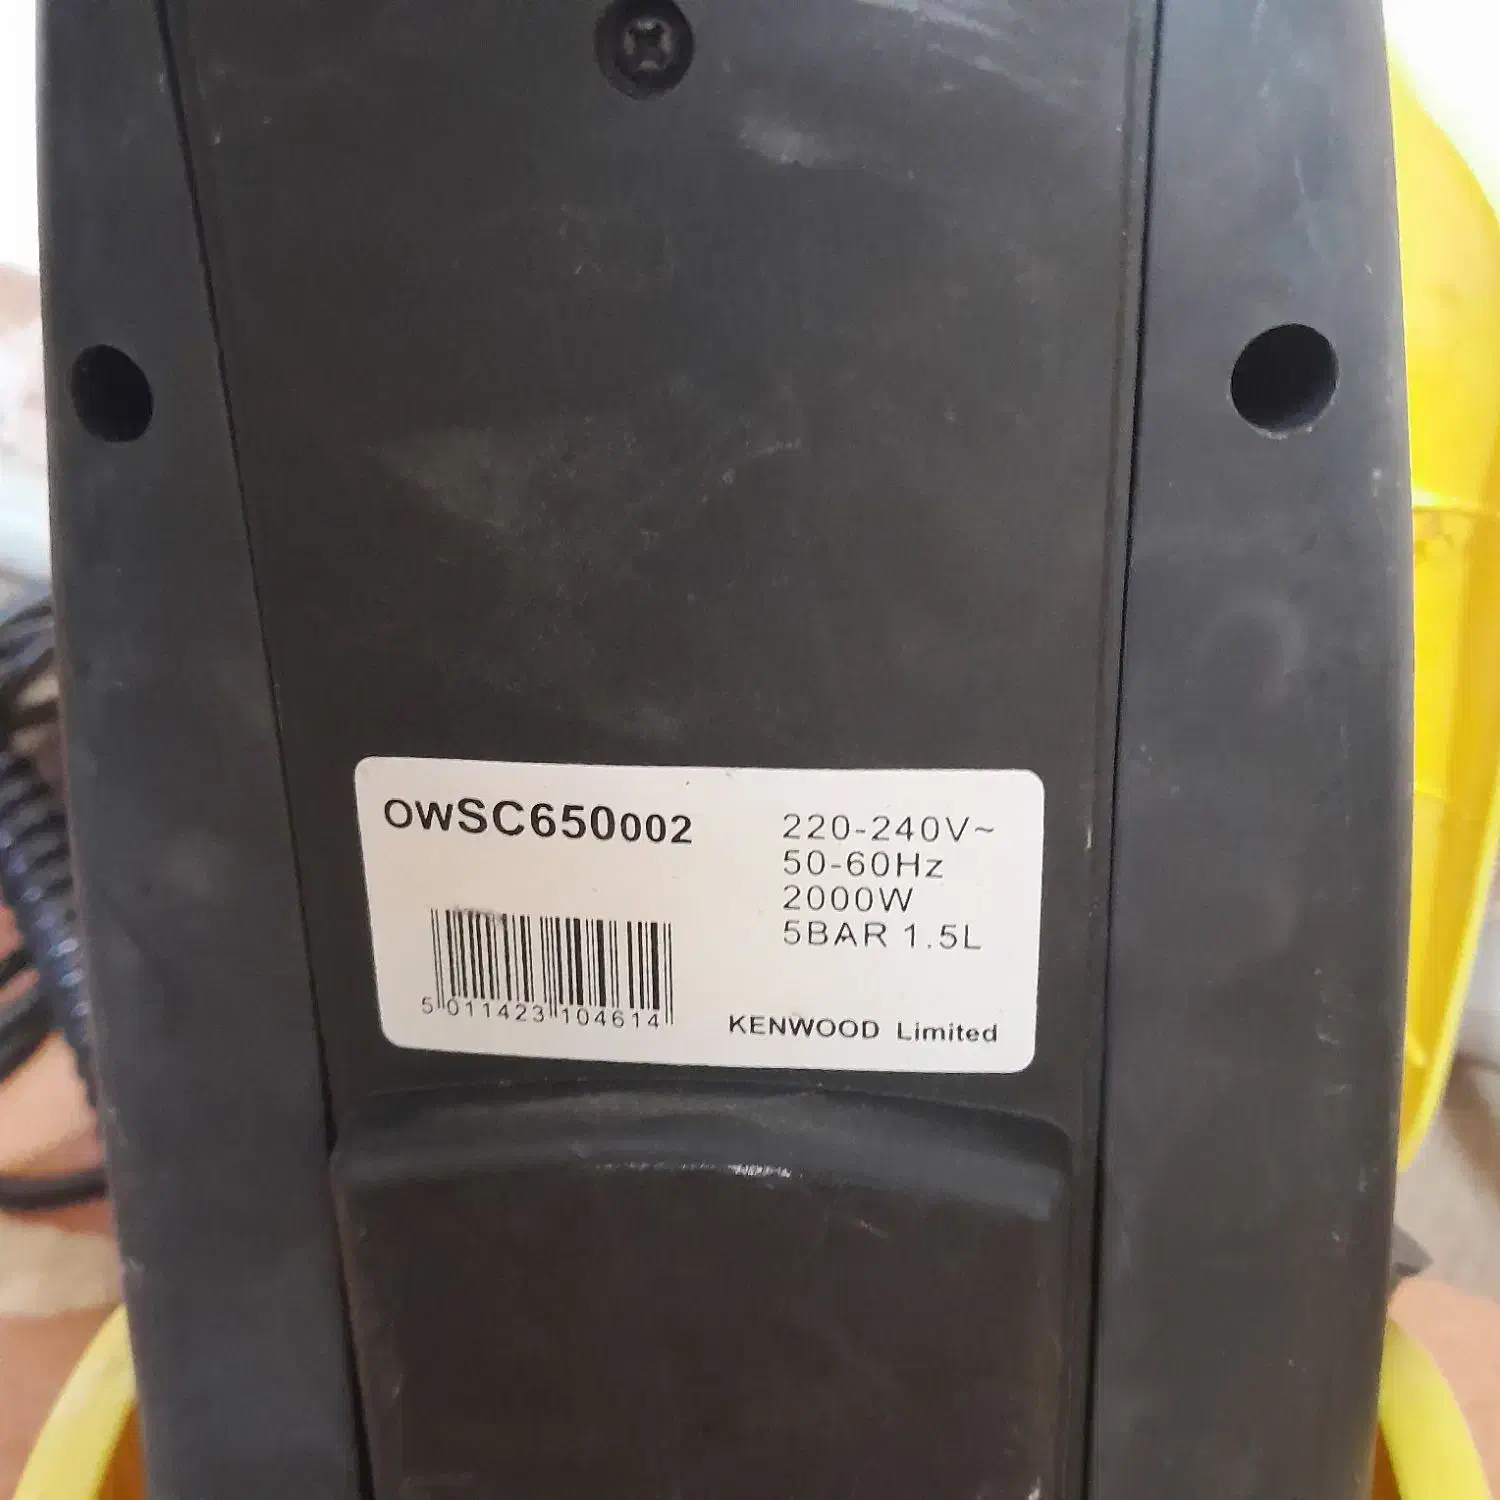 OWSC650002
220-240V~
50-60Hz
2000W
5BAR 1.5L
5 011423 104614
KENWOOD Limited